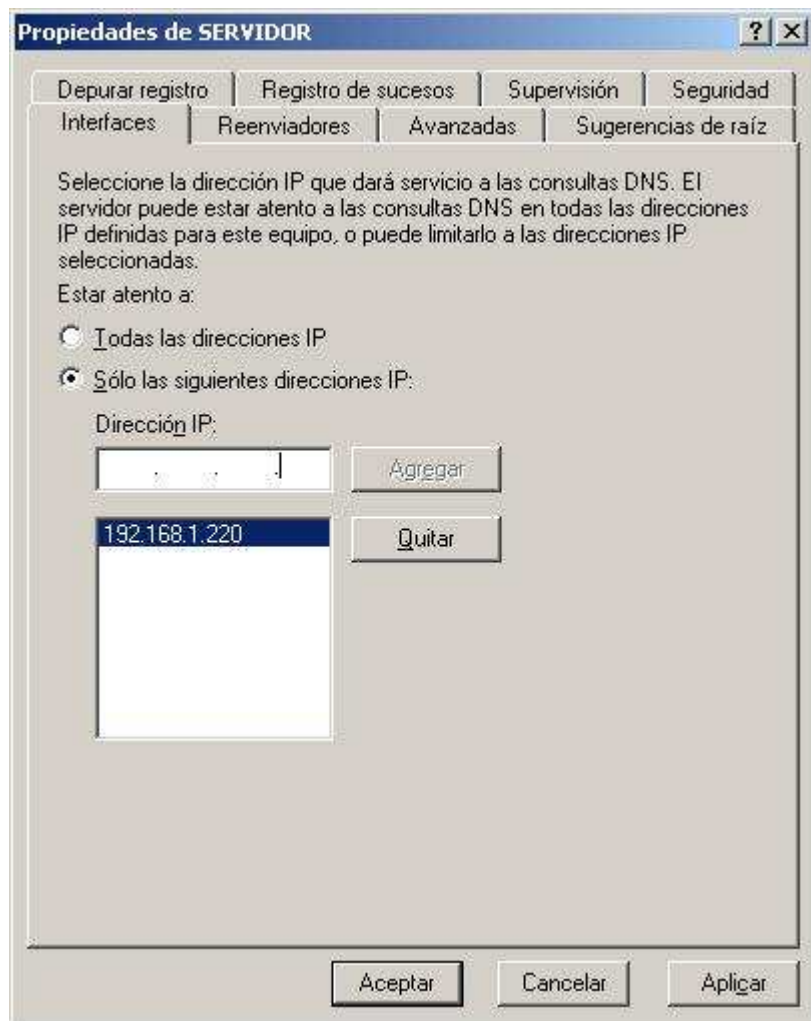 Propiedades de SERVIDOR
Depurar registro Registro de sucesos Supervisión Seguridad
Interfaces Reenviadores Avanzadas Sugerencias de raíz
Seleccione la dirección IP que dará servicio a las consultas DNS. El
servidor puede estar atento a las consultas DNS en todas las direcciones
IP definidas para este equipo, o puede limitarlo a las direcciones IP
seleccionadas.
Estar atento a:
Todas las direcciones IP
Sólo las siguientes direcciones IP:
Dirección IP:
. . .
Agregar
192.168.1.220
Quitar
Aceptar Cancelar Aplicar